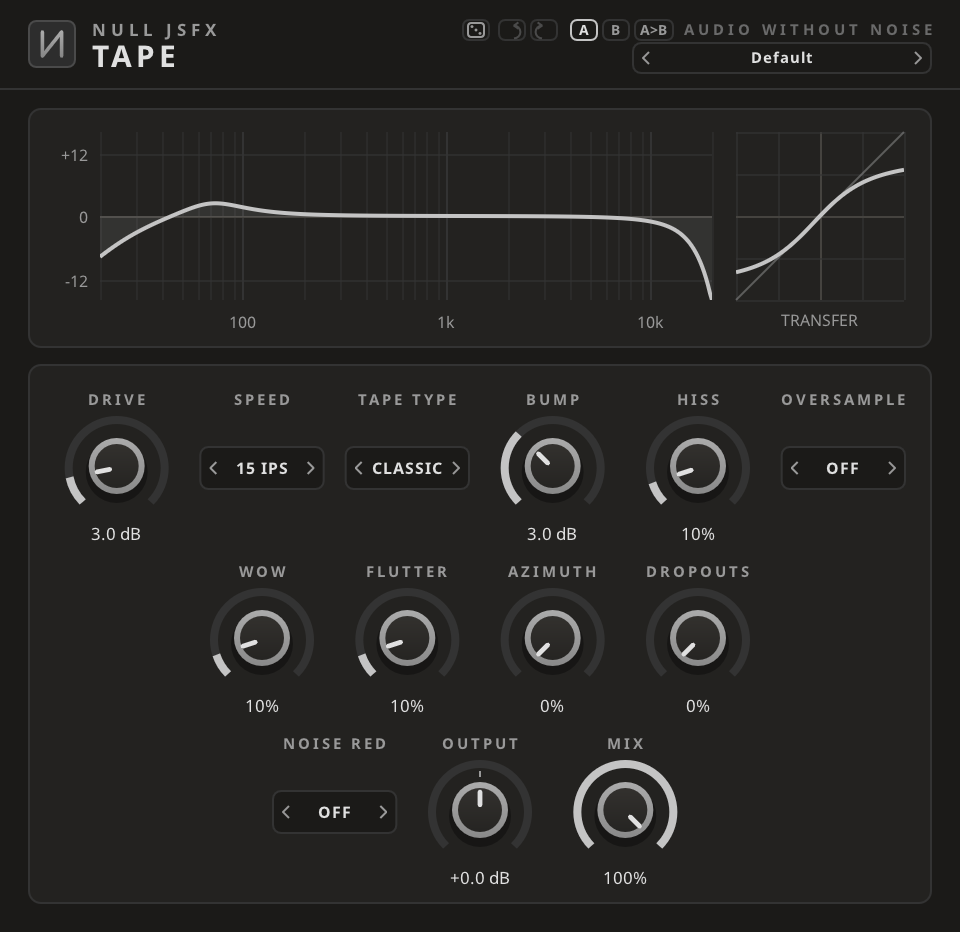 NULL JSFX
TAPE
A B A>B AUDIO WITHOUT NOISE
Default
+12
0
-12
100 1k 10k
TRANSFER
DRIVE SPEED TAPE TYPE BUMP HISS OVERSAMPLE
15 IPS CLASSIC OFF
3.0 dB 3.0 dB 10%
WOW FLUTTER AZIMUTH DROPOUTS
10% 10% 0% 0%
NOISE RED OUTPUT MIX
OFF
+0.0 dB 100%